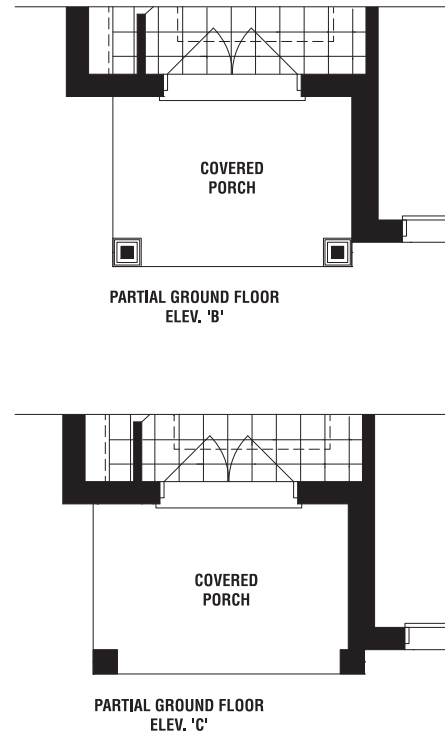 COVERED
PORCH
PARTIAL GROUND FLOOR
ELEV. 'B'
COVERED
PORCH
PARTIAL GROUND FLOOR
ELEV. 'C'